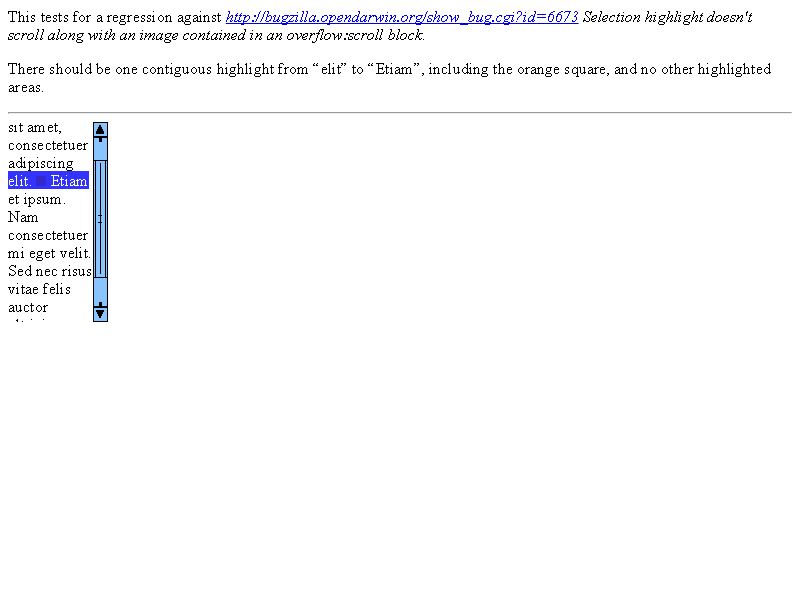 This tests for a regression against http://bugzilla.opendarwin.org/show_bug.cgi?id=6673 Selection highlight doesn't
scroll along with an image contained in an overflow:scroll block.
There should be one contiguous highlight from “elit” to “Etiam”, including the orange square, and no other highlighted
areas.
sit amet,
consectetuer
adipiscing
elit. Etiam
et ipsum.
Nam
consectetuer
mi eget velit.
Sed nec risus
vitae felis
auctor